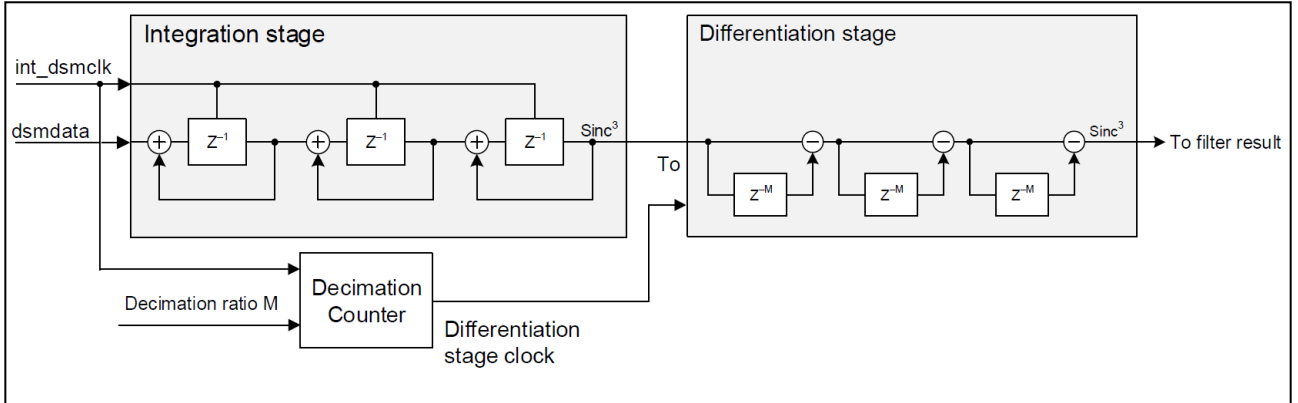 Integration stage
Differentiation stage
int_dsmclk
dsmdata
+
Z⁻¹
+
Z⁻¹
+
Z⁻¹
Sinc³
To
−
−
−
Sinc³
To filter result
Z⁻ᴹ
Z⁻ᴹ
Z⁻ᴹ
Decimation ratio M
Decimation
Counter
Differentiation
stage clock